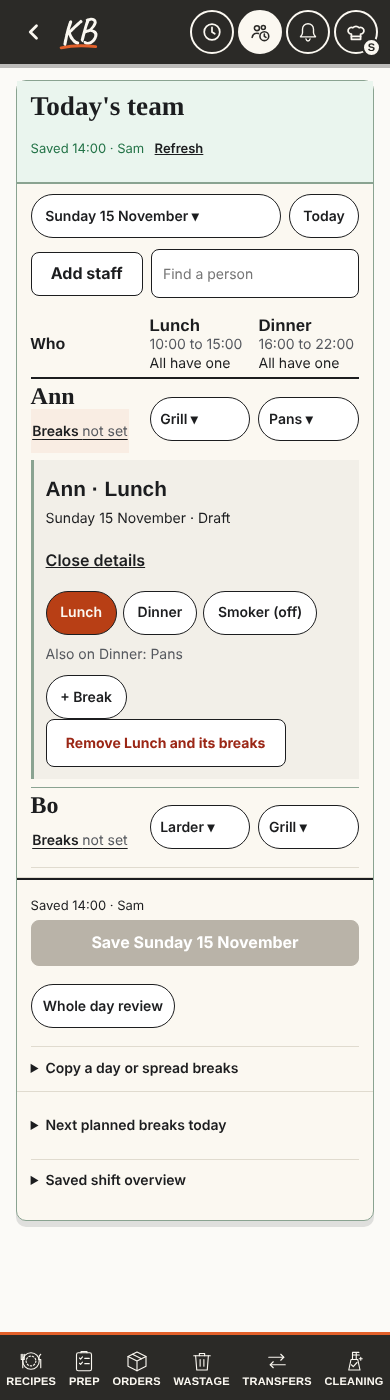 KB
S
Today's team
Saved 14:00 · Sam Refresh
Sunday 15 November ▾ Today
Add staff Find a person
Who Lunch Dinner
10:00 to 15:00 16:00 to 22:00
All have one All have one
Ann
Breaks not set Grill ▾ Pans ▾
Ann · Lunch
Sunday 15 November · Draft
Close details
Lunch Dinner Smoker (off)
Also on Dinner: Pans
+ Break
Remove Lunch and its breaks
Bo
Breaks not set Larder ▾ Grill ▾
Saved 14:00 · Sam
Save Sunday 15 November
Whole day review
▶ Copy a day or spread breaks
▶ Next planned breaks today
▶ Saved shift overview
RECIPES PREP ORDERS WASTAGE TRANSFERS CLEANING